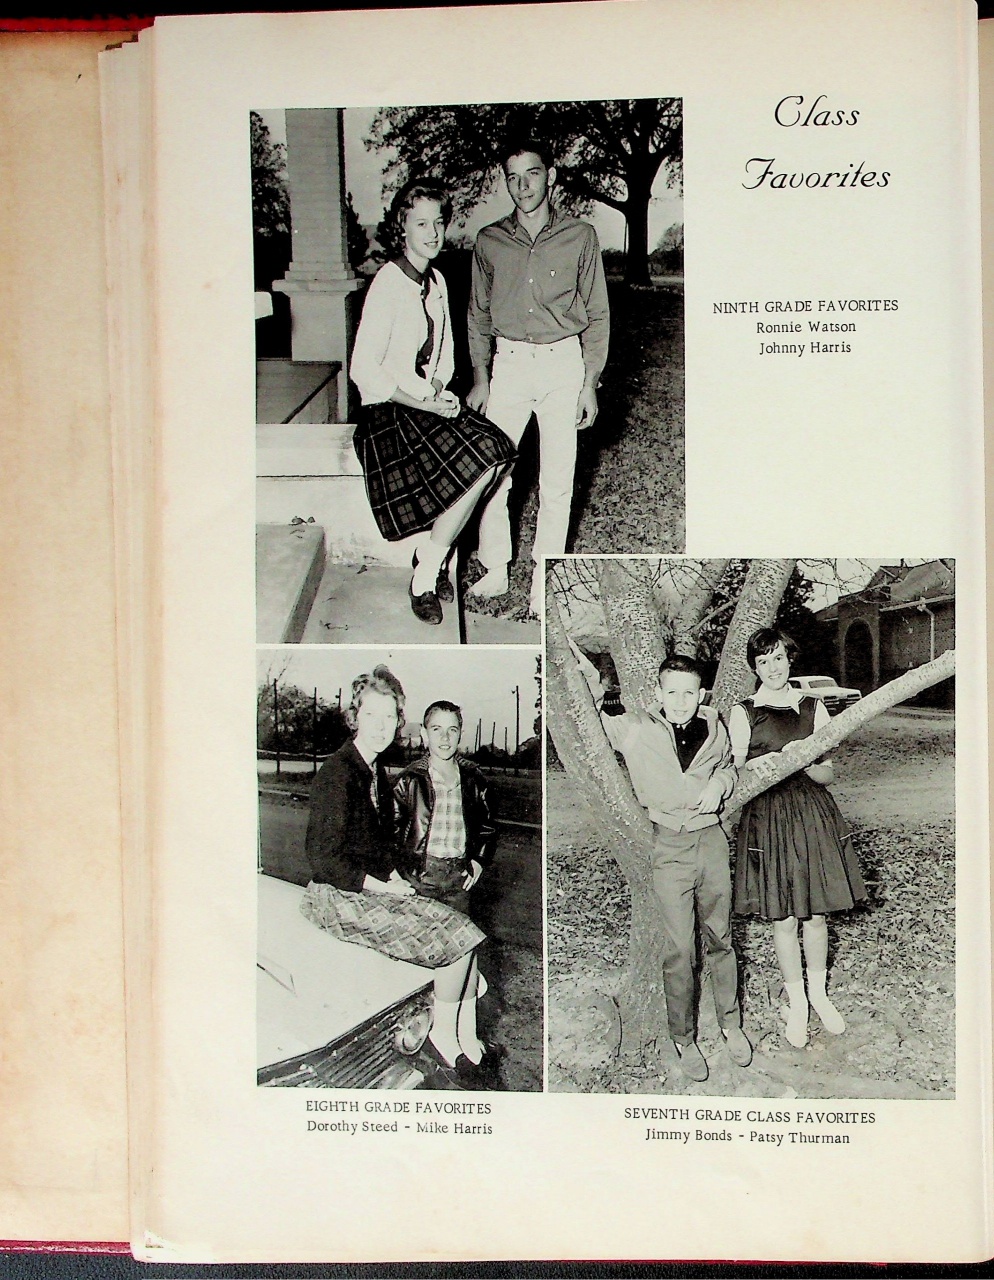 Class
Favorites
NINTH GRADE FAVORITES
Ronnie Watson
Johnny Harris
EIGHTH GRADE FAVORITES
Dorothy Steed - Mike Harris
SEVENTH GRADE CLASS FAVORITES
Jimmy Bonds - Patsy Thurman